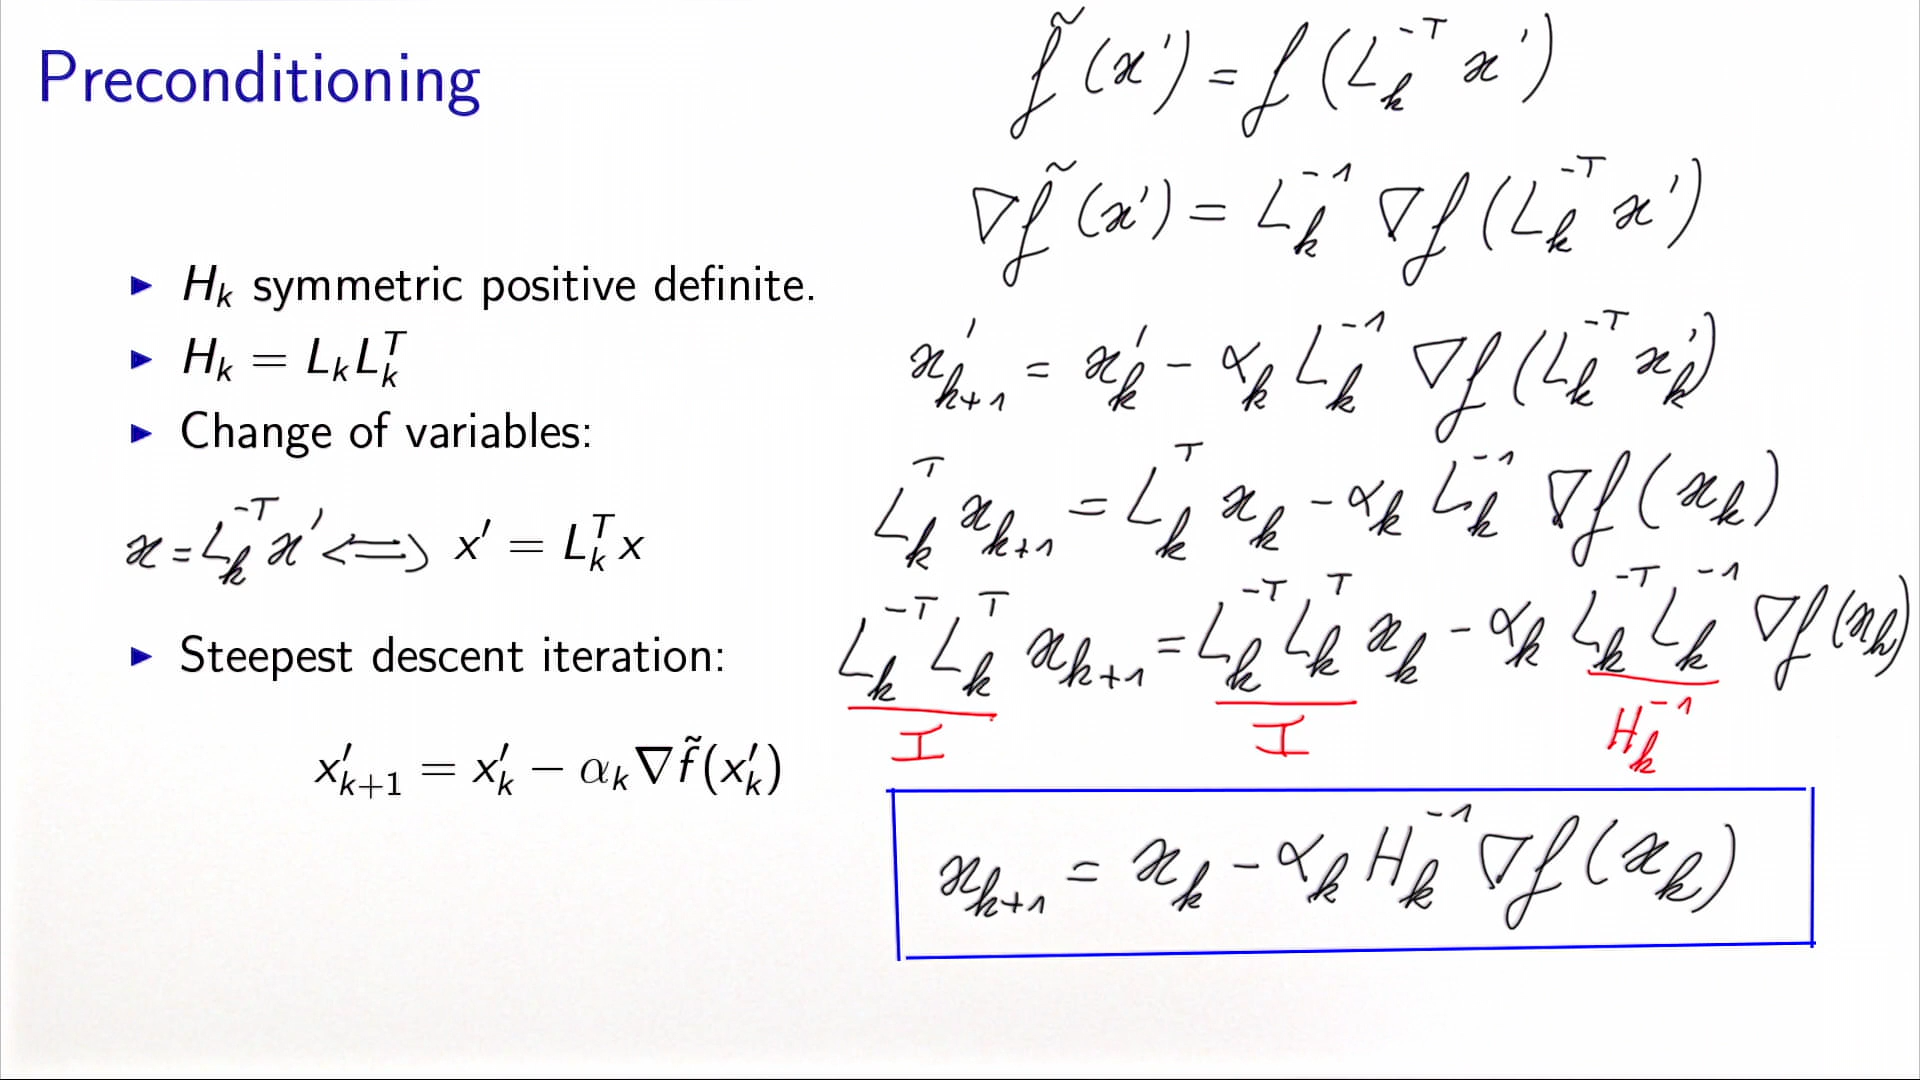 Preconditioning
▶ H_k symmetric positive definite.
▶ H_k = L_k L_k^T
▶ Change of variables:
x = L_k^{-T} x' ⟺ x' = L_k^T x
▶ Steepest descent iteration:
x'_{k+1} = x'_k − α_k ∇f̃(x'_k)
f̃(x') = f(L_k^{-T} x')
∇f̃(x') = L_k^{-1} ∇f(L_k^{-T} x')
x'_{k+1} = x'_k − α_k L_k^{-1} ∇f(L_k^{-T} x'_k)
L_k^T x_{k+1} = L_k^T x_k − α_k L_k^{-1} ∇f(x_k)
L_k^{-T} L_k^T x_{k+1} = L_k^{-T} L_k^T x_k − α_k L_k^{-T} L_k^{-1} ∇f(x_k)
I I H_k^{-1}
x_{k+1} = x_k − α_k H_k^{-1} ∇f(x_k)